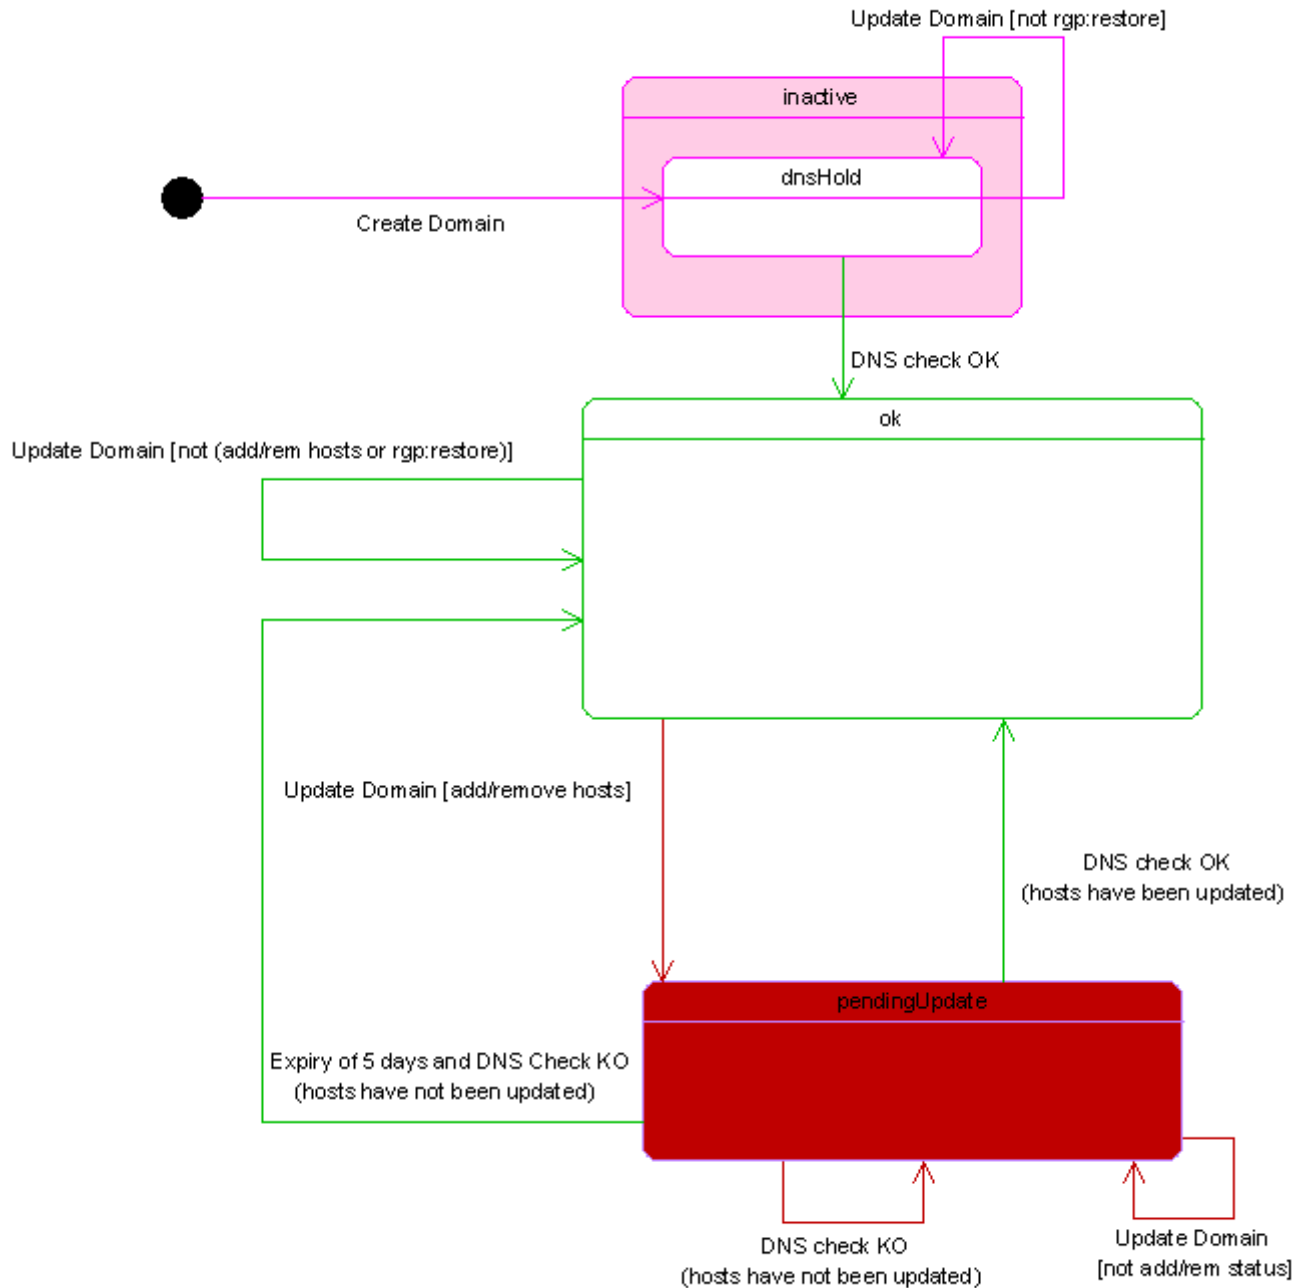 Update Domain [not rgp:restore]
inactive
dnsHold
Create Domain
DNS check OK
ok
Update Domain [not (add/rem hosts or rgp:restore)]
Update Domain [add/remove hosts]
DNS check OK
(hosts have been updated)
pendingUpdate
Expiry of 5 days and DNS Check KO
(hosts have not been updated)
DNS check KO
(hosts have not been updated)
Update Domain
[not add/rem status]